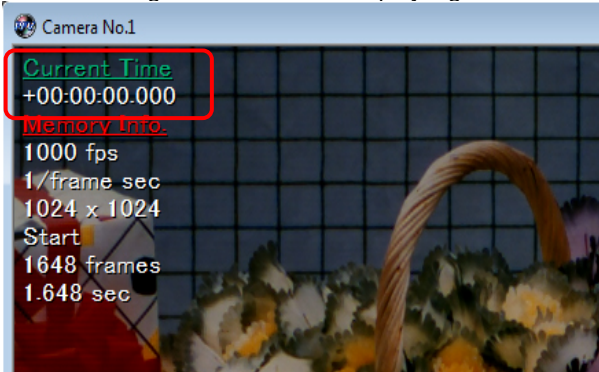 Camera No.1
Current Time
+00:00:00.000
Memory Info.
1000 fps
1/frame sec
1024 x 1024
Start
1648 frames
1.648 sec